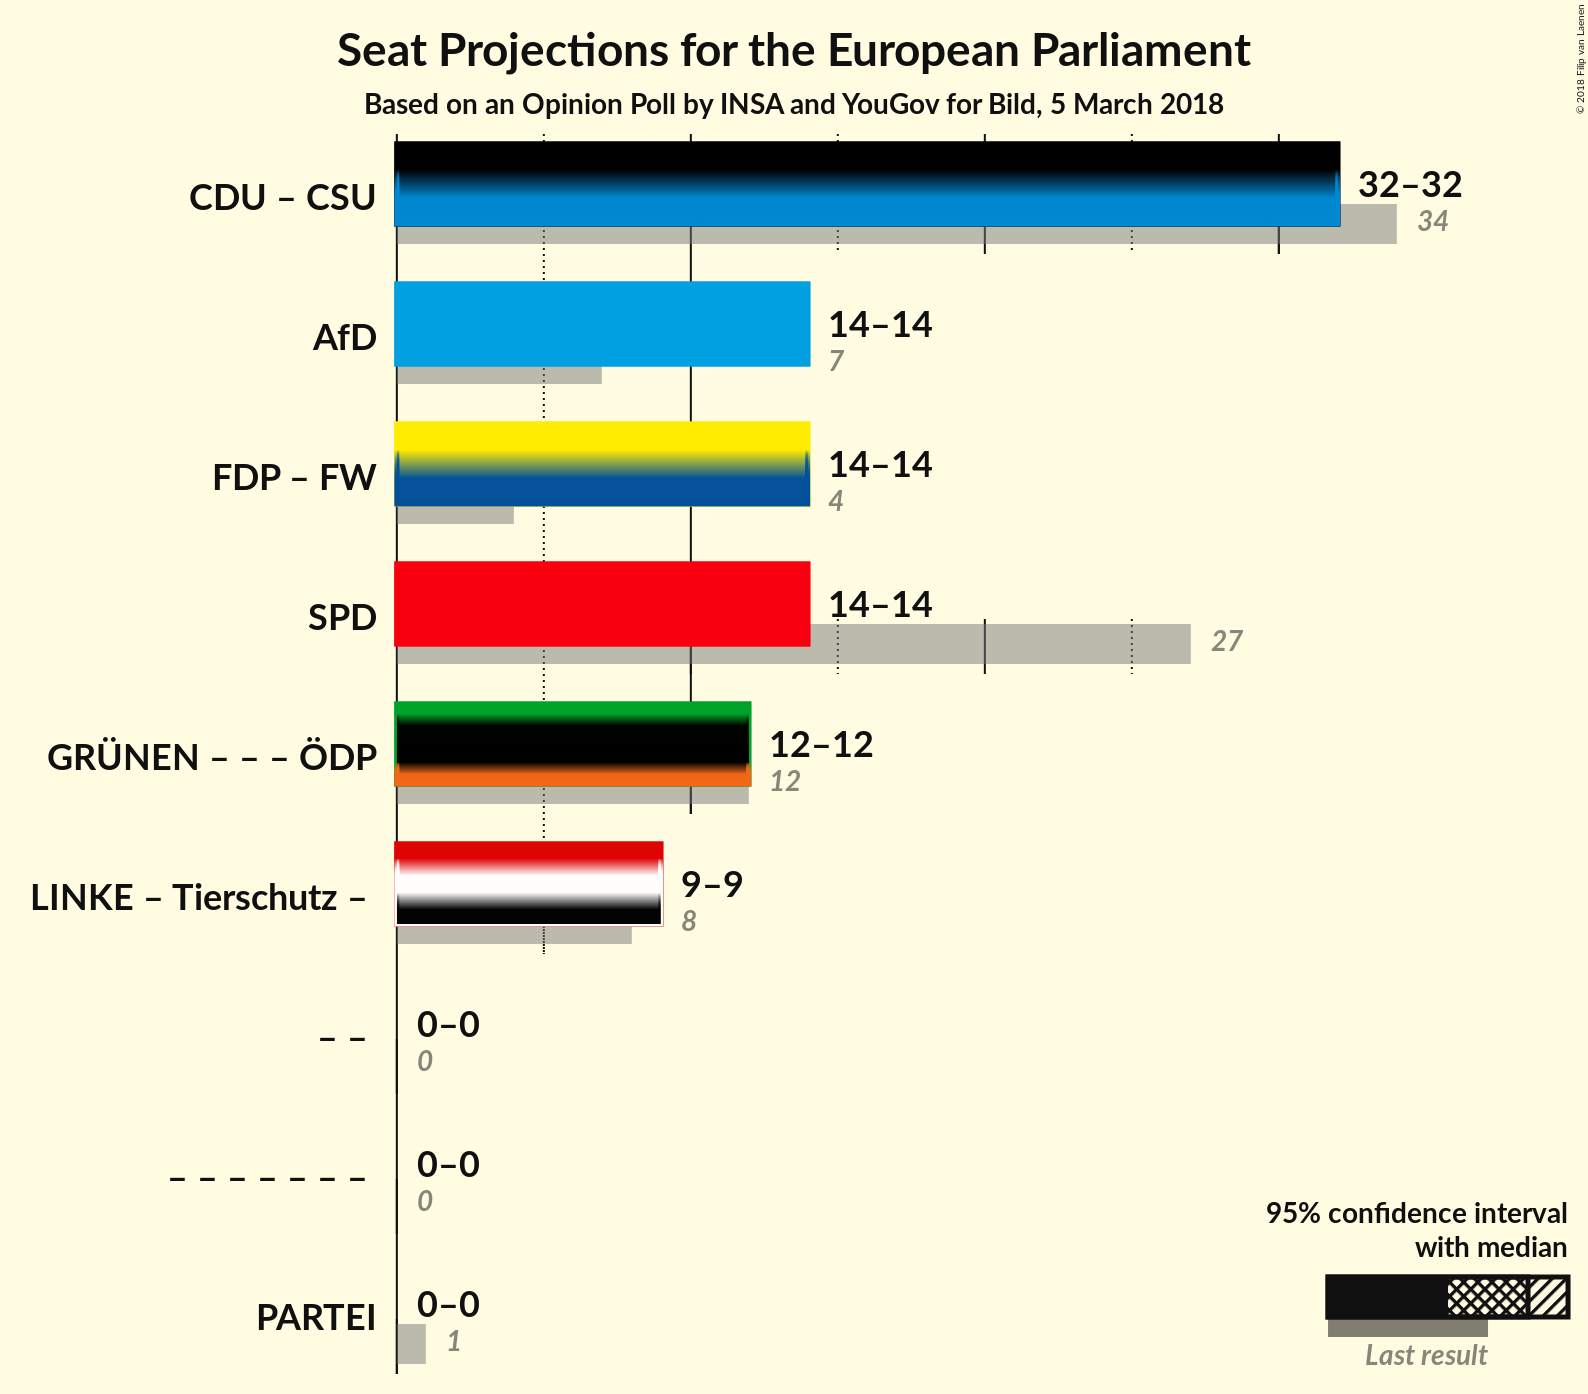 Seat Projections for the European Parliament
Based on an Opinion Poll by INSA and YouGov for Bild, 5 March 2018
© 2018 Filip van Laenen
CDU – CSU
32–32
34
AfD
14–14
7
FDP – FW
14–14
4
SPD
14–14
27
GRÜNEN – – – ÖDP
12–12
12
LINKE – Tierschutz –
9–9
8
– –
0–0
0
– – – – – – –
0–0
0
PARTEI
0–0
1
95% confidence interval
with median
Last result